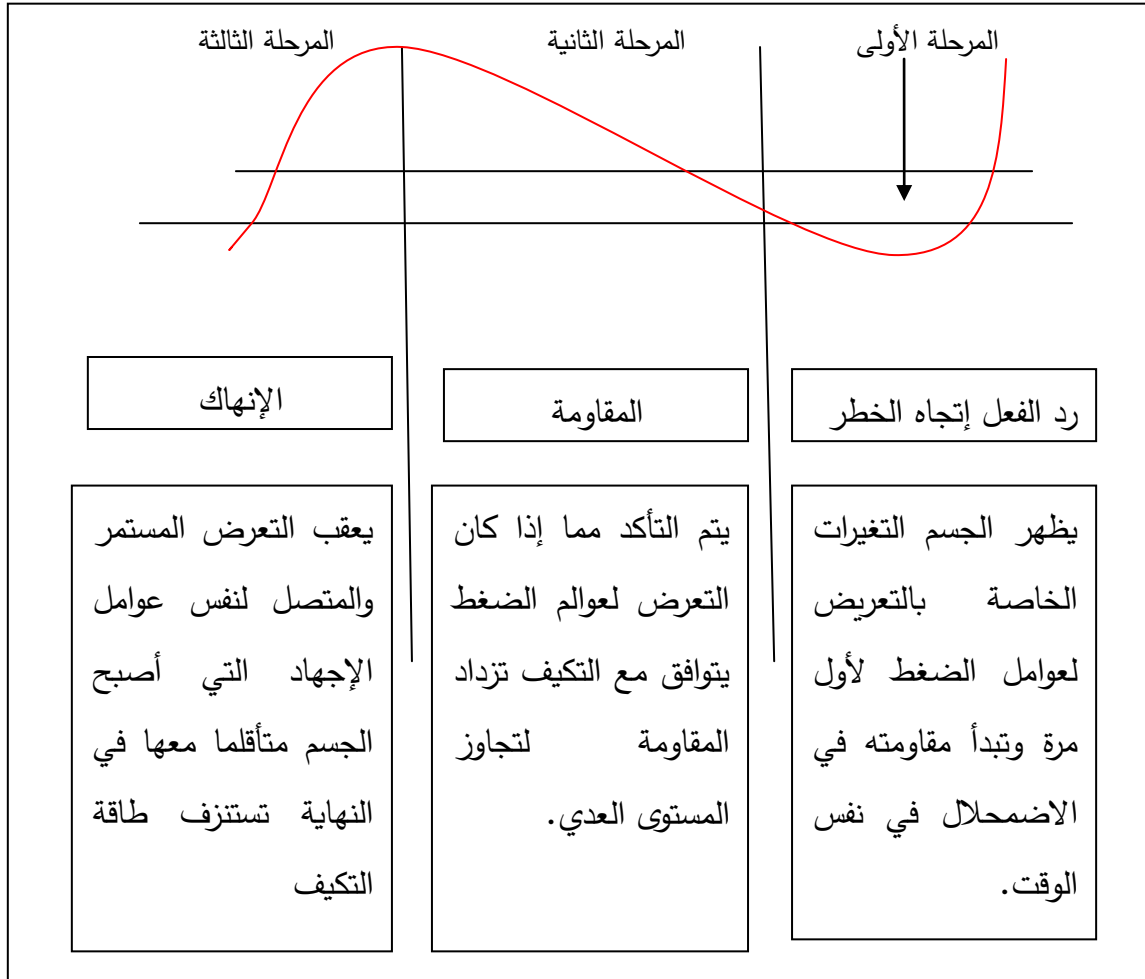 المرحلة الأولى
المرحلة الثانية
المرحلة الثالثة
رد الفعل إتجاه الخطر
المقاومة
الإنهاك
يظهر الجسم التغيرات
الخاصة بالتعريض
لعوامل الضغط لأول
مرة وتبدأ مقاومته في
الاضمحلال في نفس
الوقت.
يتم التأكد مما إذا كان
التعرض لعوالم الضغط
يتوافق مع التكيف تزداد
المقاومة لتجاوز
المستوى العدي.
يعقب التعرض المستمر
والمتصل لنفس عوامل
الإجهاد التي أصبح
الجسم متأقلما معها في
النهاية تستنزف طاقة
التكيف